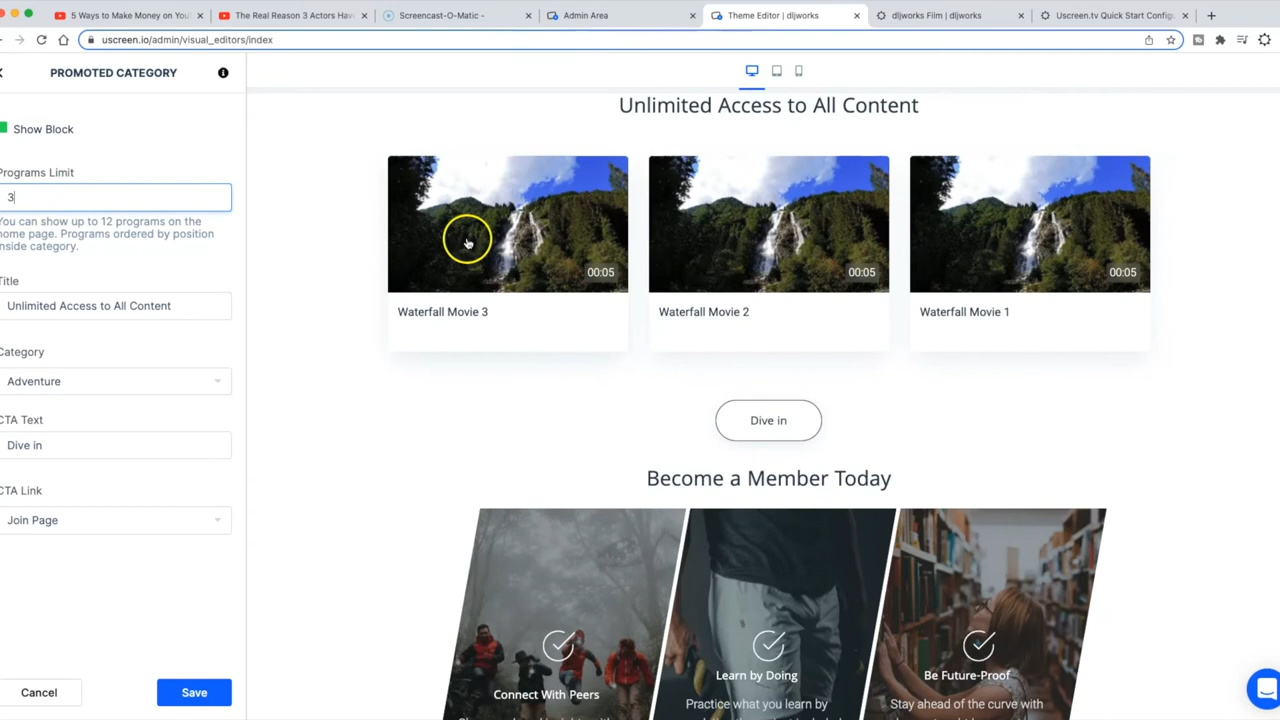 5 Ways to Make Money on You
The Real Reason 3 Actors Hav
Screencast-O-Matic -
Admin Area
Theme Editor | dljworks
dljworks Film | dljworks
Uscreen.tv Quick Start Config
uscreen.io/admin/visual_editors/index
PROMOTED CATEGORY
Show Block
Programs Limit
3
You can show up to 12 programs on the
home page. Programs ordered by position
inside category.
Title
Unlimited Access to All Content
Category
Adventure
CTA Text
Dive in
CTA Link
Join Page
Cancel
Save
Unlimited Access to All Content
00:05
00:05
00:05
Waterfall Movie 3
Waterfall Movie 2
Waterfall Movie 1
Dive in
Become a Member Today
Connect With Peers
Learn by Doing
Practice what you learn by
Be Future-Proof
Stay ahead of the curve with